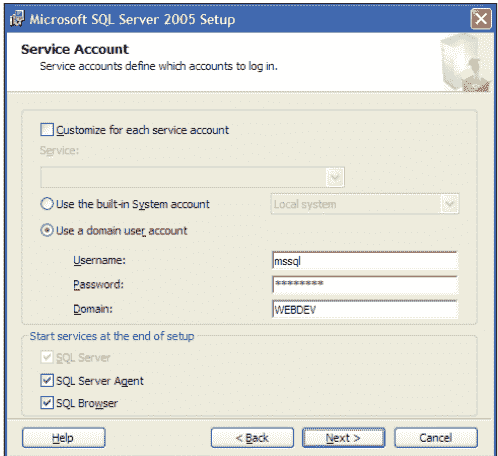 Microsoft SQL Server 2005 Setup
Service Account
Service accounts define which accounts to log in.
Customize for each service account
Service:
Use the built-in System account
Local system
Use a domain user account
Username:
mssql
Password:
********
Domain:
WEBDEV
Start services at the end of setup
SQL Server
SQL Server Agent
SQL Browser
Help
< Back
Next >
Cancel